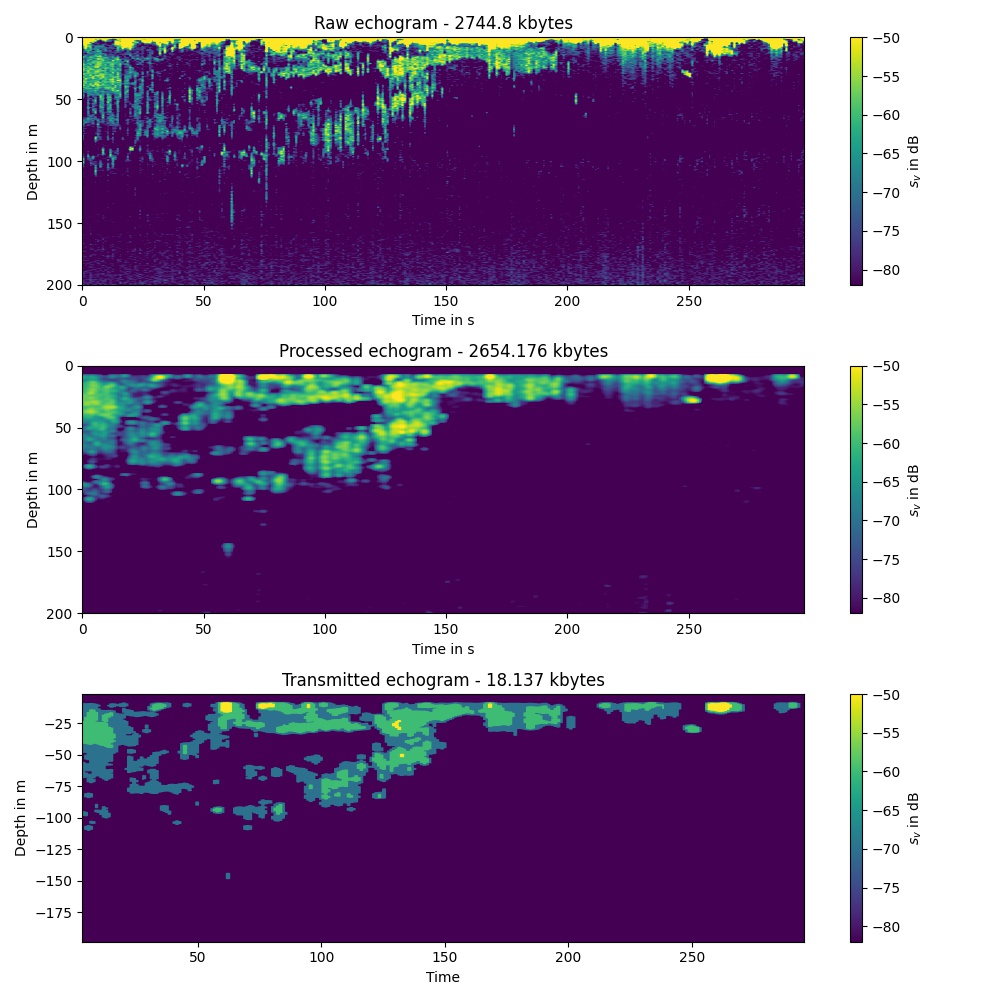 Raw echogram - 2744.8 kbytes
0
50
100
150
200
Depth in m
0 50 100 150 200 250
Time in s
−50
−55
−60
−65
−70
−75
−80
sv in dB
Processed echogram - 2654.176 kbytes
0
50
100
150
200
Depth in m
0 50 100 150 200 250
Time in s
−50
−55
−60
−65
−70
−75
−80
sv in dB
Transmitted echogram - 18.137 kbytes
−25
−50
−75
−100
−125
−150
−175
Depth in m
50 100 150 200 250
Time
−50
−55
−60
−65
−70
−75
−80
sv in dB